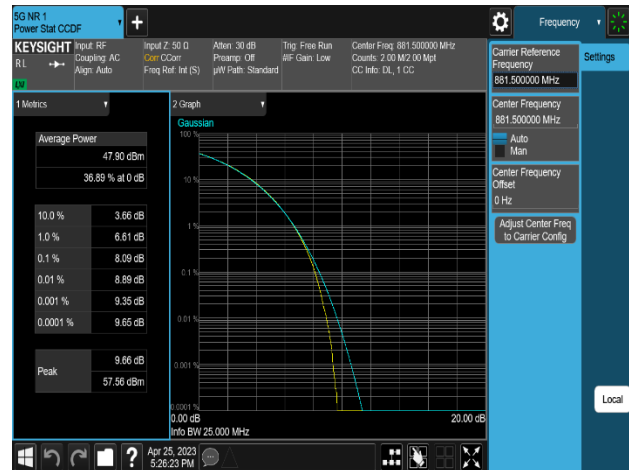 5G NR 1
Power Stat CCDF
Frequency
KEYSIGHT
Input: RF
Input Z: 50 Ω
Atten: 30 dB
Trig: Free Run
Center Freq: 881.500000 MHz
RL
Coupling: AC
Corr CCorr
Preamp: Off
#IF Gain: Low
Counts: 2.00 M/2.00 Mpt
Align: Auto
Freq Ref: Int (S)
µW Path: Standard
CC Info: DL, 1 CC
LXI
Carrier Reference
Frequency
881.500000 MHz
Settings
Center Frequency
881.500000 MHz
Auto
Man
Center Frequency
Offset
0 Hz
Adjust Center Freq
to Carrier Config
Local
1 Metrics
Average Power
47.90 dBm
36.89 % at 0 dB
10.0 % 3.66 dB
1.0 % 6.61 dB
0.1 % 8.09 dB
0.01 % 8.89 dB
0.001 % 9.35 dB
0.0001 % 9.65 dB
Peak
9.66 dB
57.56 dBm
2 Graph
Gaussian
100 %
10 %
1 %
0.1 %
0.01 %
0.001 %
0.0001 %
0.00 dB
20.00 dB
Info BW 25.000 MHz
?
Apr 25, 2023
5:26:23 PM